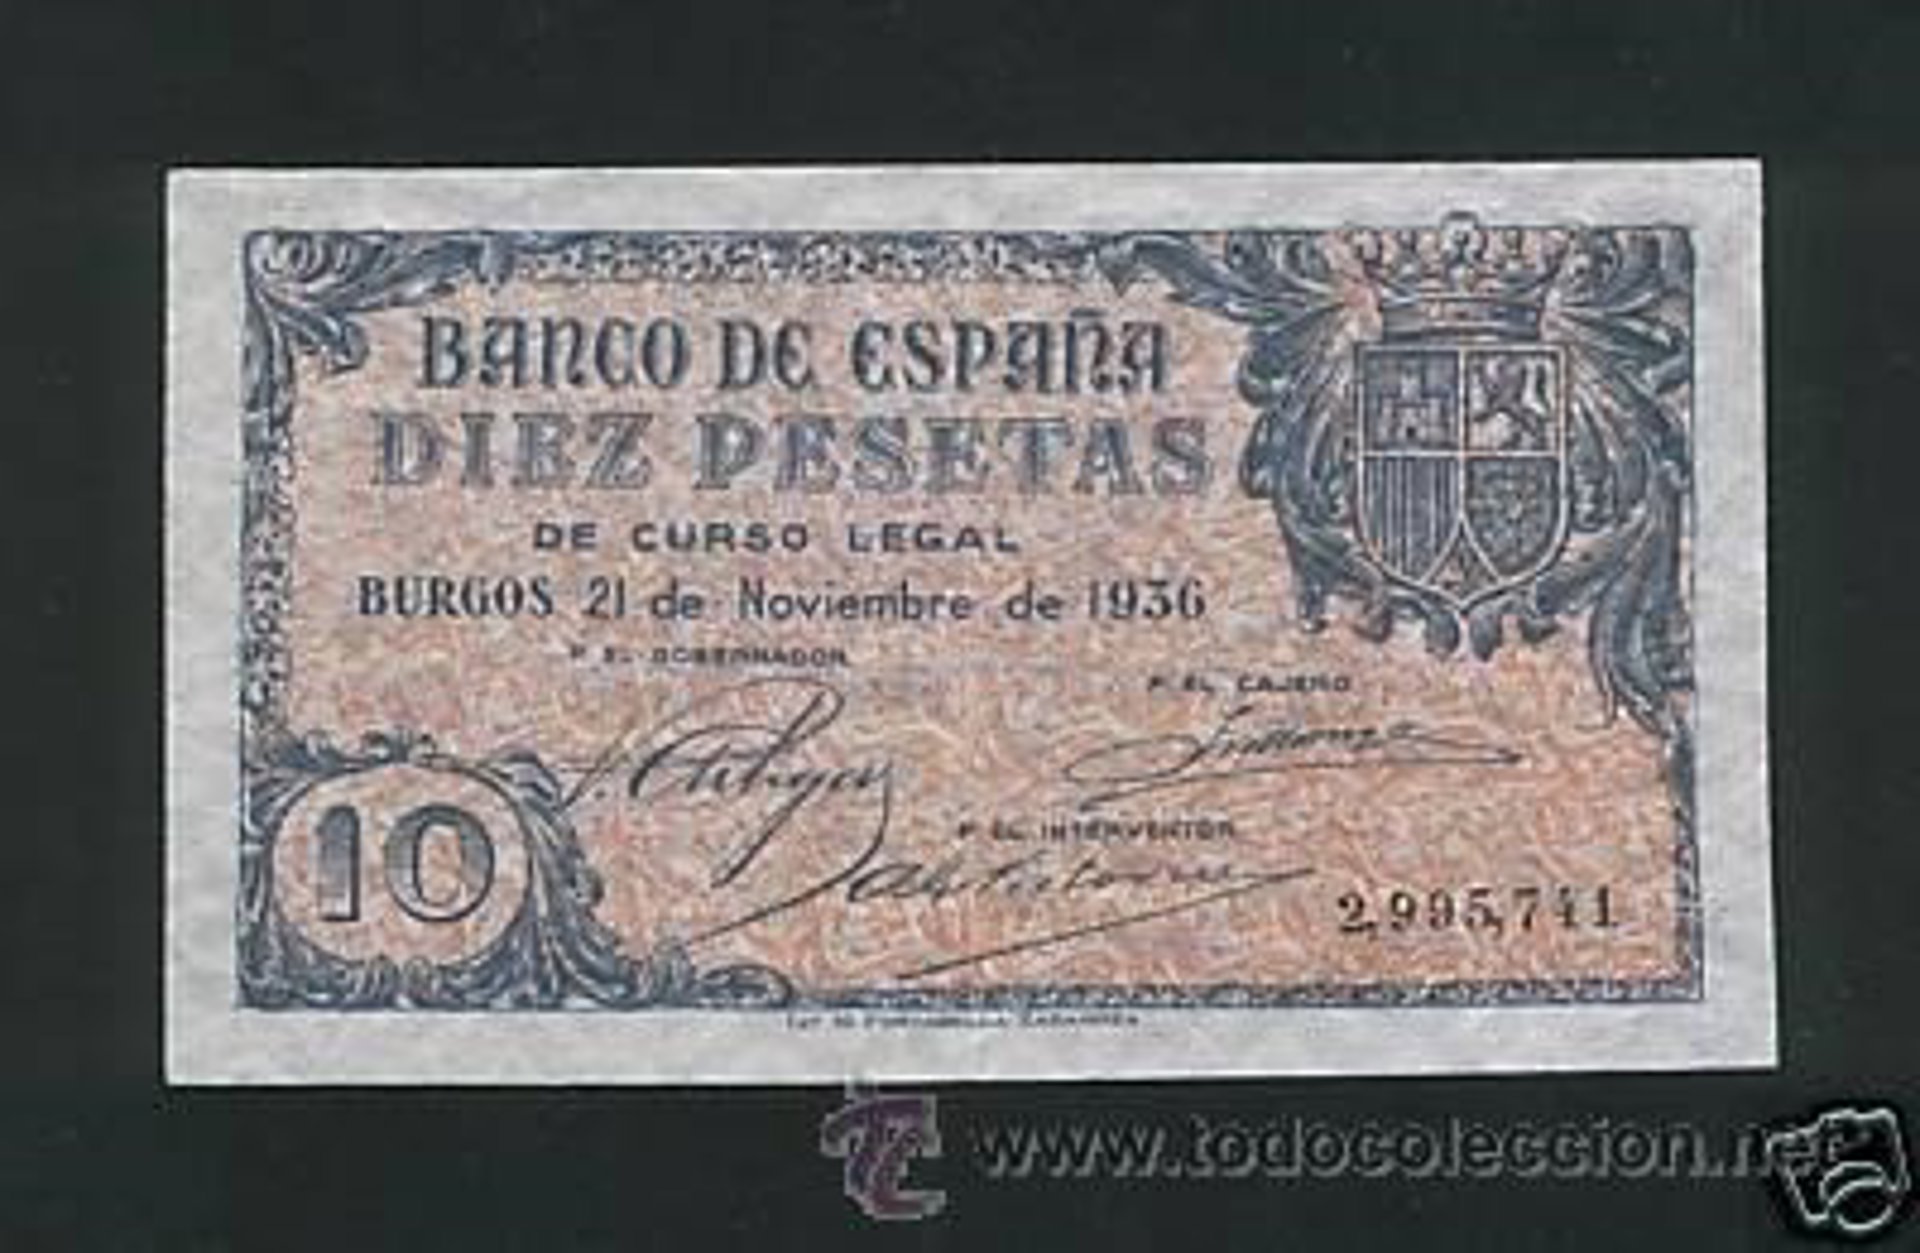 BANCO DE ESPAÑA
DIEZ PESETAS
DE CURSO LEGAL
BURGOS 21 de Noviembre de 1936
P. EL GOBERNADOR
P. EL CAJERO
P. EL INTERVENTOR
10
2,995,741
www.todocoleccion.net